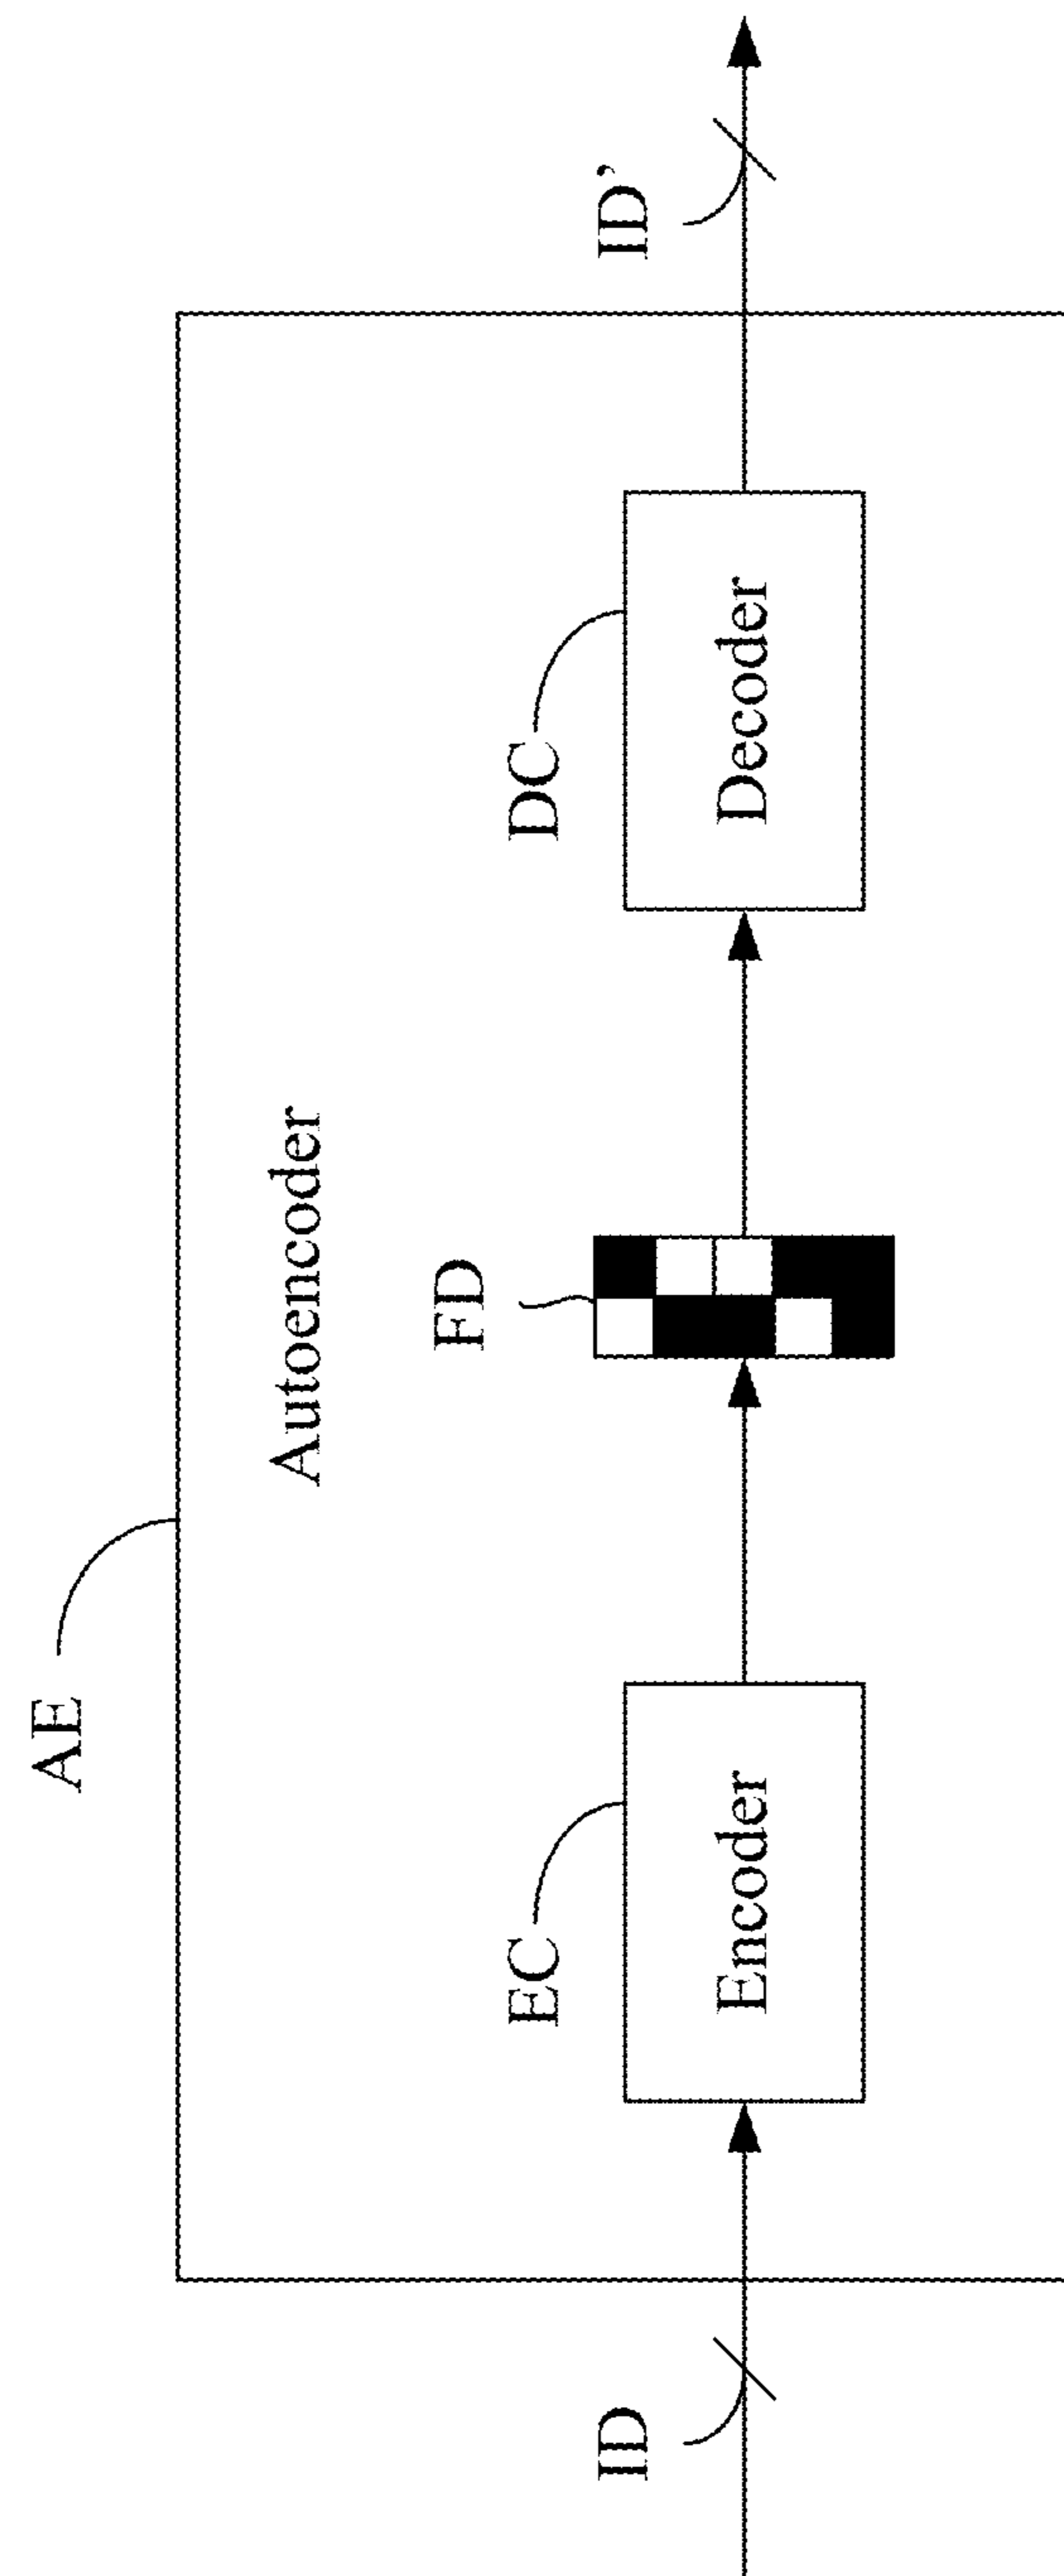 AE
Autoencoder
FD
EC
DC
ID
Encoder
Decoder
ID’